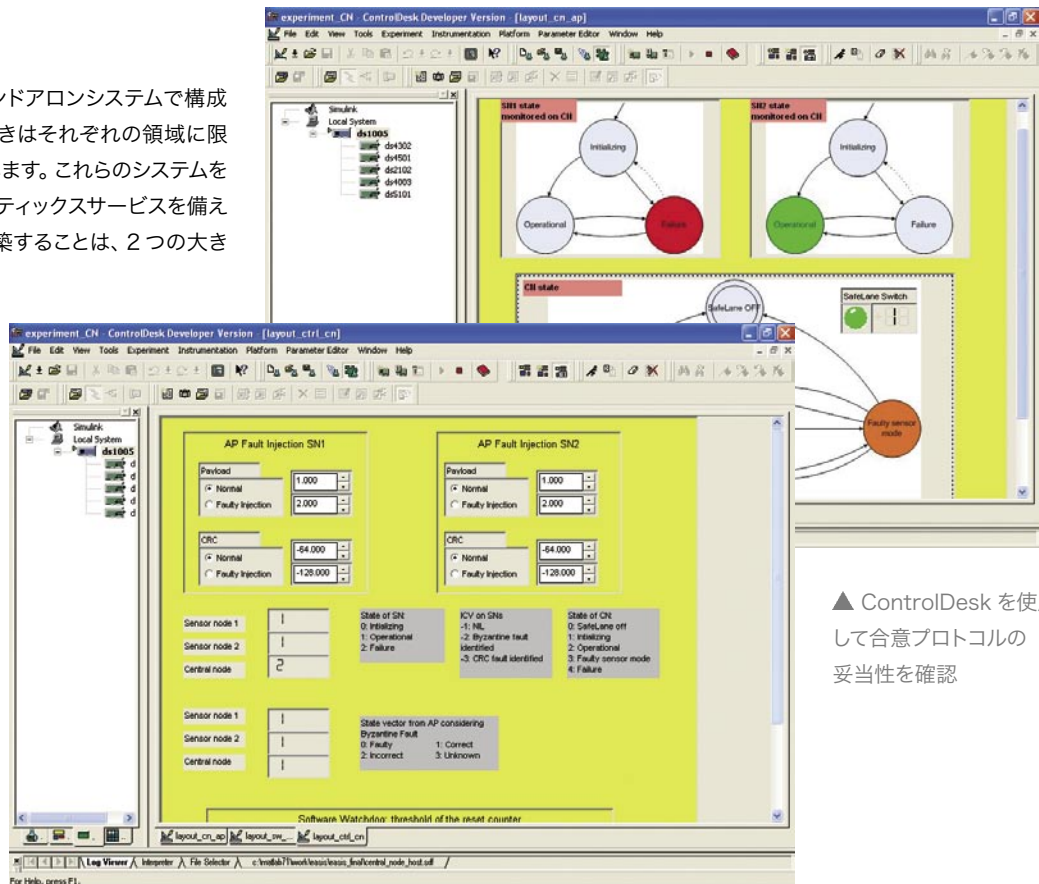 ンドアロンシステムで構成
きはそれぞれの領域に限
ます。これらのシステムを
ティックスサービスを備え
築することは、2 つの大き
experiment_CN - ControlDesk Developer Version - [layout_cn_ap]
File Edit View Tools Experiment Instrumentation Platform Parameter Editor Window Help
Simulink
Local System
ds1005
ds4302
ds4501
ds2102
ds4003
ds5101
SN1 state
monitored on CN
Initializing
Operational
Failure
SN2 state
monitored on CN
Initializing
Operational
Failure
CN state
SafeLane OFF
SafeLane Switch
Faulty sensor
mode
experiment_CN - ControlDesk Developer Version - [layout_ctrl_cn]
File Edit View Tools Experiment Instrumentation Platform Parameter Editor Window Help
Simulink
Local System
ds1005
d
d
d
d
d
AP Fault Injection SN1
Payload
Normal
1.000
Faulty Injection
2.000
CRC
Normal
-64.000
Faulty Injection
-128.000
AP Fault Injection SN2
Payload
Normal
1.000
Faulty Injection
2.000
CRC
Normal
-64.000
Faulty Injection
-128.000
Sensor node 1
1
Sensor node 2
1
Central node
2
State of SN:
0: Intializing
1: Operational
2: Failure
ICV on SNs
-1: NIL
-2: Byzantine fault
identified
-3: CRC fault identified
State of CN:
0: SafeLane off
1: Intializing
2: Operational
3: Faulty sensor mode
4: Failure
Sensor node 1
1
Sensor node 2
1
Central node
1
State vector from AP considering
Byzantine Fault
0: Faulty 1: Correct
2: Incorrect 3: Unknown
Software Watchdog: threshold of the reset counter
layout_cn_ap layout_sw_... layout_ctrl_cn
Log Viewer Interpreter File Selector c:\matlab71\work\easis\easis_final\central_node_host.sdf
For Help, press F1.
▲ ControlDesk を使
して合意プロトコルの
妥当性を確認